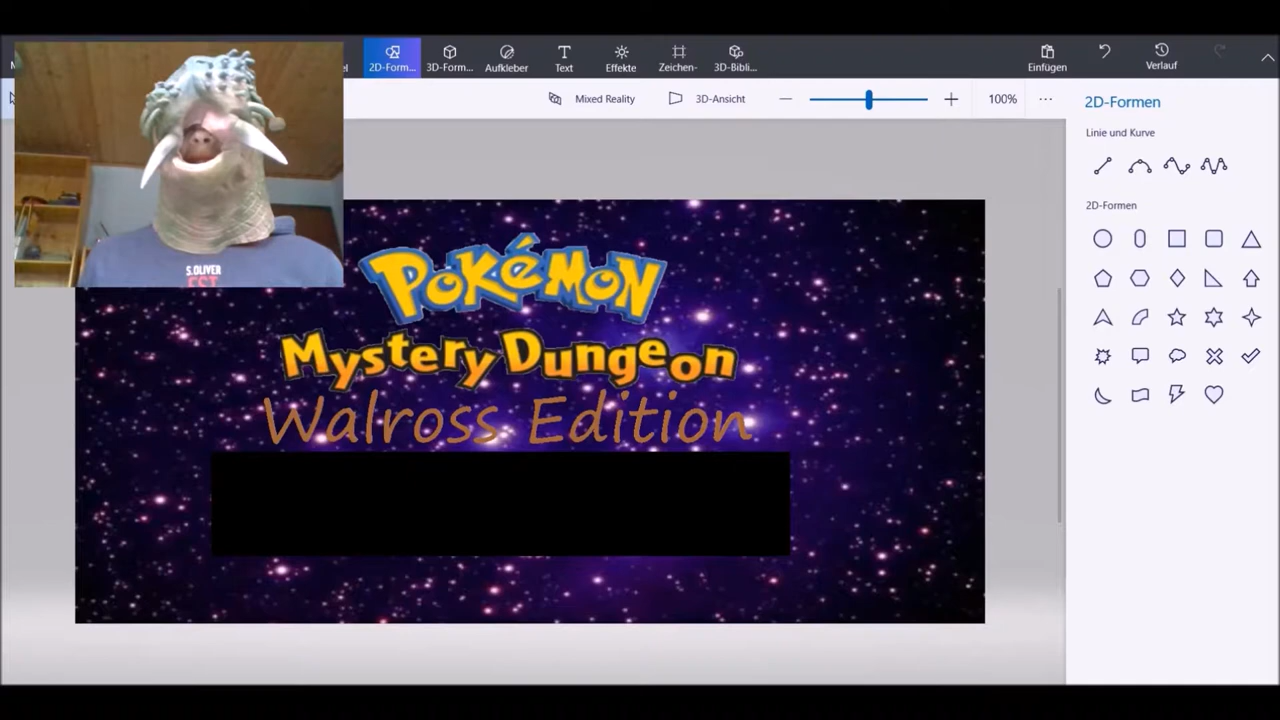 2D-Form...
3D-Form...
Aufkleber
Text
Effekte
Zeichen-
3D-Bibli...
Einfügen
Verlauf
Mixed Reality
3D-Ansicht
100%
2D-Formen
Linie und Kurve
2D-Formen
S.OLIVER
EST
POKéMON
Mystery Dungeon
Walross Edition